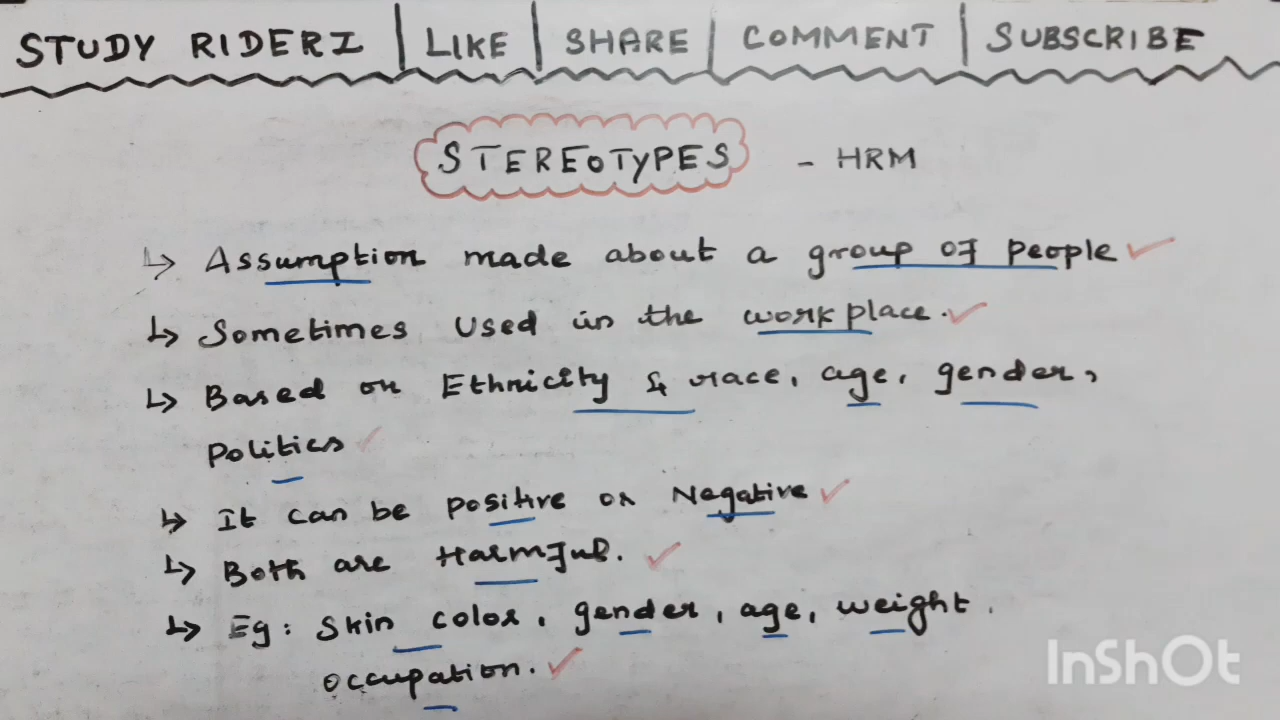 STUDY RIDERZ | LIKE | SHARE | COMMENT | SUBSCRIBE
STEREOTYPES - HRM
↳ Assumption made about a group of people ✓
↳ Sometimes Used in the workplace. ✓
↳ Based on Ethnicity & race, age, gender,
Politics ✓
↳ It can be positive or Negative ✓
↳ Both are Harmful. ✓
↳ Eg: Skin color, gender, age, weight,
occupation. ✓
InShOt